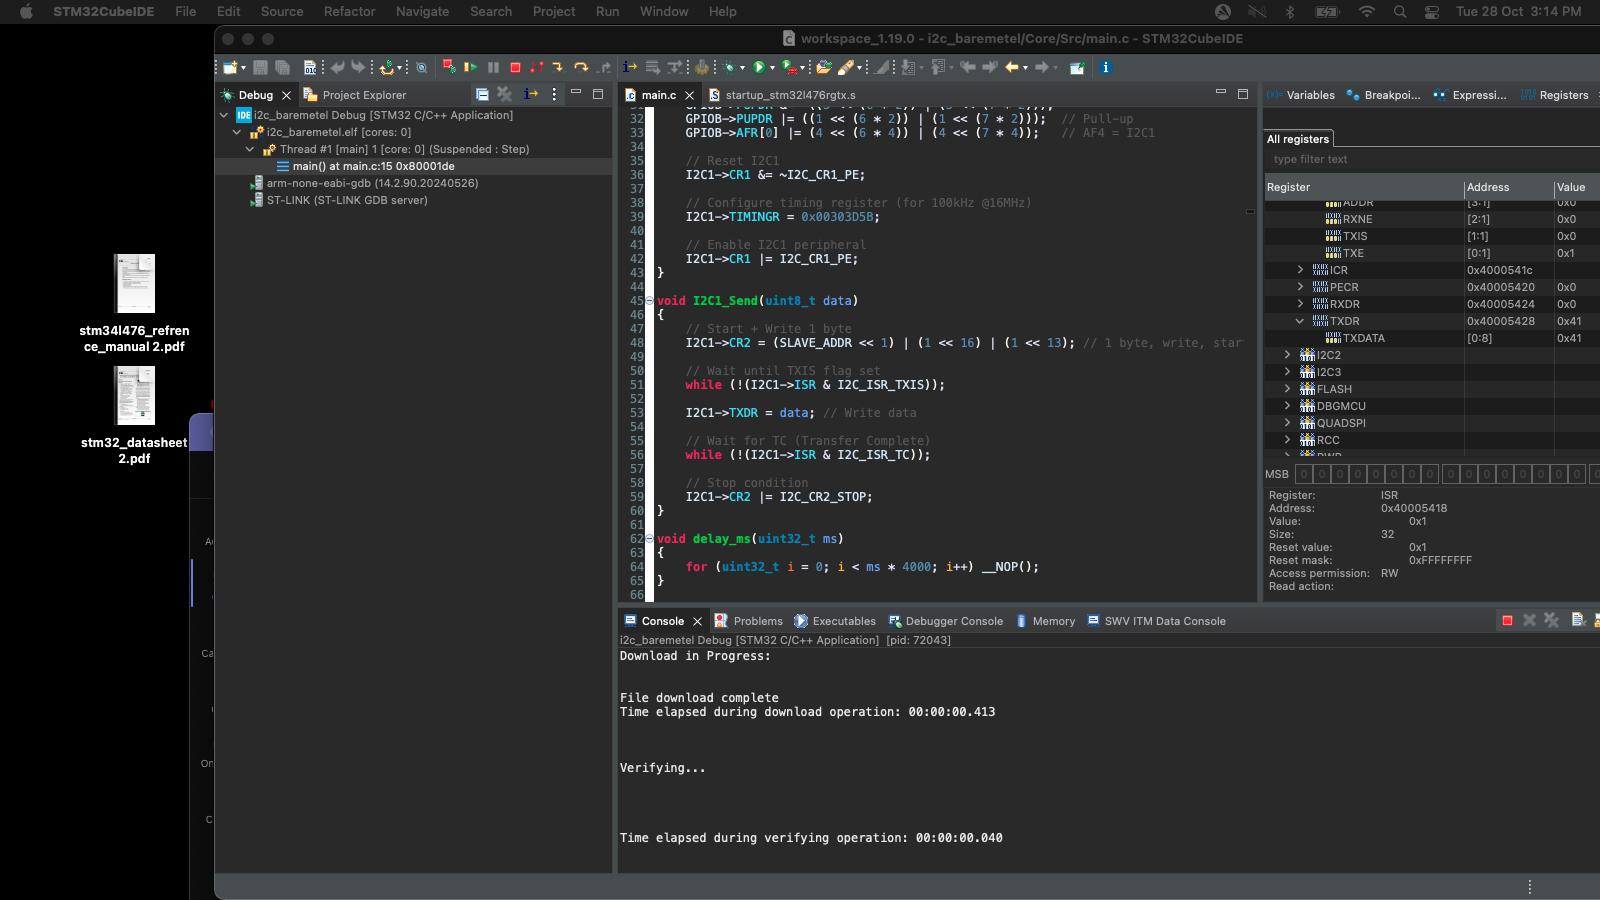 STM32CubeIDE File Edit Source Refactor Navigate Search Project Run Window Help Tue 28 Oct 3:14 PM
workspace_1.19.0 - i2c_baremetel/Core/Src/main.c - STM32CubeIDE
Debug
Project Explorer
i2c_baremetel Debug [STM32 C/C++ Application]
i2c_baremetel.elf [cores: 0]
Thread #1 [main] 1 [core: 0] (Suspended : Step)
main() at main.c:15 0x80001de
arm-none-eabi-gdb (14.2.90.20240526)
ST-LINK (ST-LINK GDB server)
stm34l476_refren
ce_manual 2.pdf
stm32_datasheet
2.pdf
main.c
startup_stm32l476rgtx.s
32 GPIOB->PUPDR |= ((1 << (6 * 2)) | (1 << (7 * 2))); // Pull-up
33 GPIOB->AFR[0] |= (4 << (6 * 4)) | (4 << (7 * 4)); // AF4 = I2C1
34
35 // Reset I2C1
36 I2C1->CR1 &= ~I2C_CR1_PE;
37
38 // Configure timing register (for 100kHz @16MHz)
39 I2C1->TIMINGR = 0x00303D5B;
40
41 // Enable I2C1 peripheral
42 I2C1->CR1 |= I2C_CR1_PE;
43 }
44
45 void I2C1_Send(uint8_t data)
46 {
47 // Start + Write 1 byte
48 I2C1->CR2 = (SLAVE_ADDR << 1) | (1 << 16) | (1 << 13); // 1 byte, write, star
49
50 // Wait until TXIS flag set
51 while (!(I2C1->ISR & I2C_ISR_TXIS));
52
53 I2C1->TXDR = data; // Write data
54
55 // Wait for TC (Transfer Complete)
56 while (!(I2C1->ISR & I2C_ISR_TC));
57
58 // Stop condition
59 I2C1->CR2 |= I2C_CR2_STOP;
60 }
61
62 void delay_ms(uint32_t ms)
63 {
64 for (uint32_t i = 0; i < ms * 4000; i++) __NOP();
65 }
66
Variables Breakpoi... Expressi... Registers
All registers
type filter text
Register Address Value
ADDR [3:1] 0x0
RXNE [2:1] 0x0
TXIS [1:1] 0x0
TXE [0:1] 0x1
ICR 0x4000541c
PECR 0x40005420 0x0
RXDR 0x40005424 0x0
TXDR 0x40005428 0x41
TXDATA [0:8] 0x41
I2C2
I2C3
FLASH
DBGMCU
QUADSPI
RCC
MSB 0 0 0 0 0 0 0 0 0 0 0 0 0 0 0 0
Register: ISR
Address: 0x40005418
Value: 0x1
Size: 32
Reset value: 0x1
Reset mask: 0xFFFFFFFF
Access permission: RW
Read action:
Console Problems Executables Debugger Console Memory SWV ITM Data Console
i2c_baremetel Debug [STM32 C/C++ Application] [pid: 72043]
Download in Progress:
File download complete
Time elapsed during download operation: 00:00:00.413
Verifying...
Time elapsed during verifying operation: 00:00:00.040